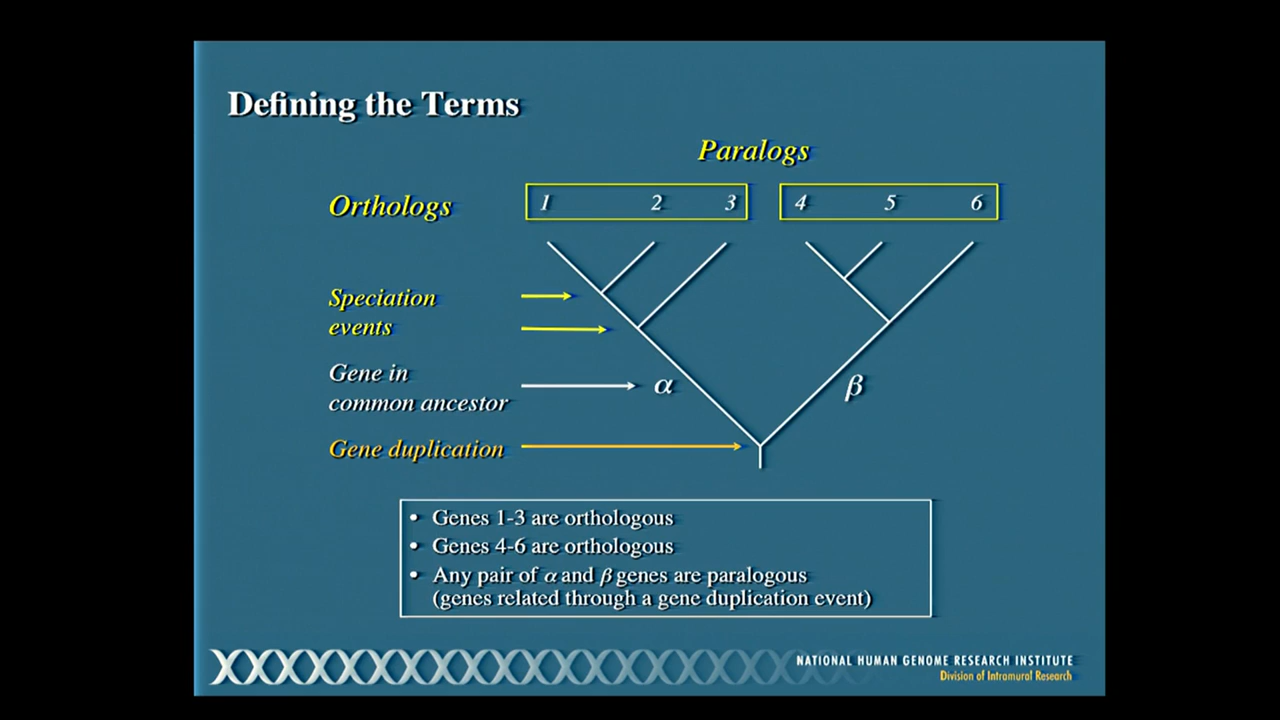 Defining the Terms
Paralogs
Orthologs
1 2 3 4 5 6
Speciation
events
Gene in
common ancestor
α
β
Gene duplication
• Genes 1-3 are orthologous
• Genes 4-6 are orthologous
• Any pair of α and β genes are paralogous
(genes related through a gene duplication event)
NATIONAL HUMAN GENOME RESEARCH INSTITUTE
Division of Intramural Research